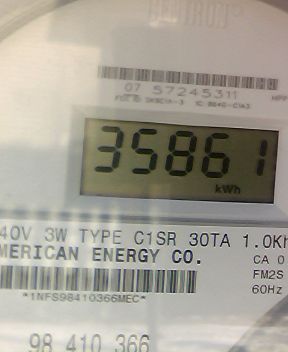 07 57245311
35861
kWh
40V 3W TYPE C1SR 30TA 1.0Kh
MERICAN ENERGY CO.
CA 0
FM2S
60Hz
*1NFS98410366MEC*
98 410 366